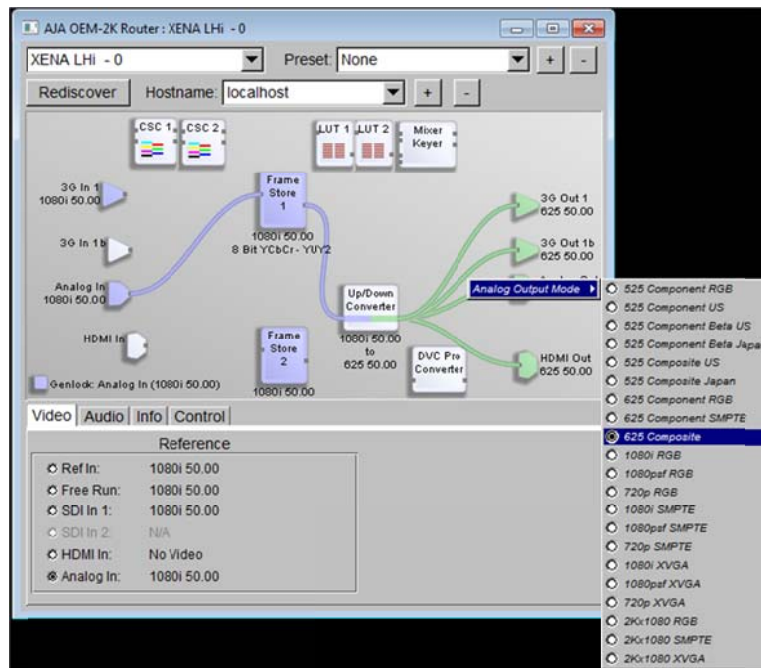 AJA OEM-2K Router : XENA LHi - 0
XENA LHi - 0
Preset: None
+ -
Rediscover
Hostname: localhost
+ -
CSC 1 CSC 2
LUT 1 LUT 2
Mixer
Keyer
3G In 1
1080i 50.00
3G In 1b
Analog In
1080i 50.00
HDMI In
Genlock: Analog In (1080i 50.00)
Frame
Store
1
1080i 50.00
8 Bit YCbCr - YUY2
Frame
Store
2
1080i 50.00
Up/Down
Converter
1080i 50.00
to
625 50.00
DVC Pro
Converter
3G Out 1
625 50.00
3G Out 1b
625 50.00
HDMI Out
625 50.00
Analog Output Mode
525 Component RGB
525 Component US
525 Component Beta US
525 Component Beta Japa
525 Composite US
525 Composite Japan
625 Component RGB
625 Component SMPTE
625 Composite
1080i RGB
1080psf RGB
720p RGB
1080i SMPTE
1080psf SMPTE
720p SMPTE
1080i XVGA
1080psf XVGA
720p XVGA
2Kx1080 RGB
2Kx1080 SMPTE
2Kx1080 XVGA
Video Audio Info Control
Reference
Ref In: 1080i 50.00
Free Run: 1080i 50.00
SDI In 1: 1080i 50.00
SDI In 2: N/A
HDMI In: No Video
Analog In: 1080i 50.00